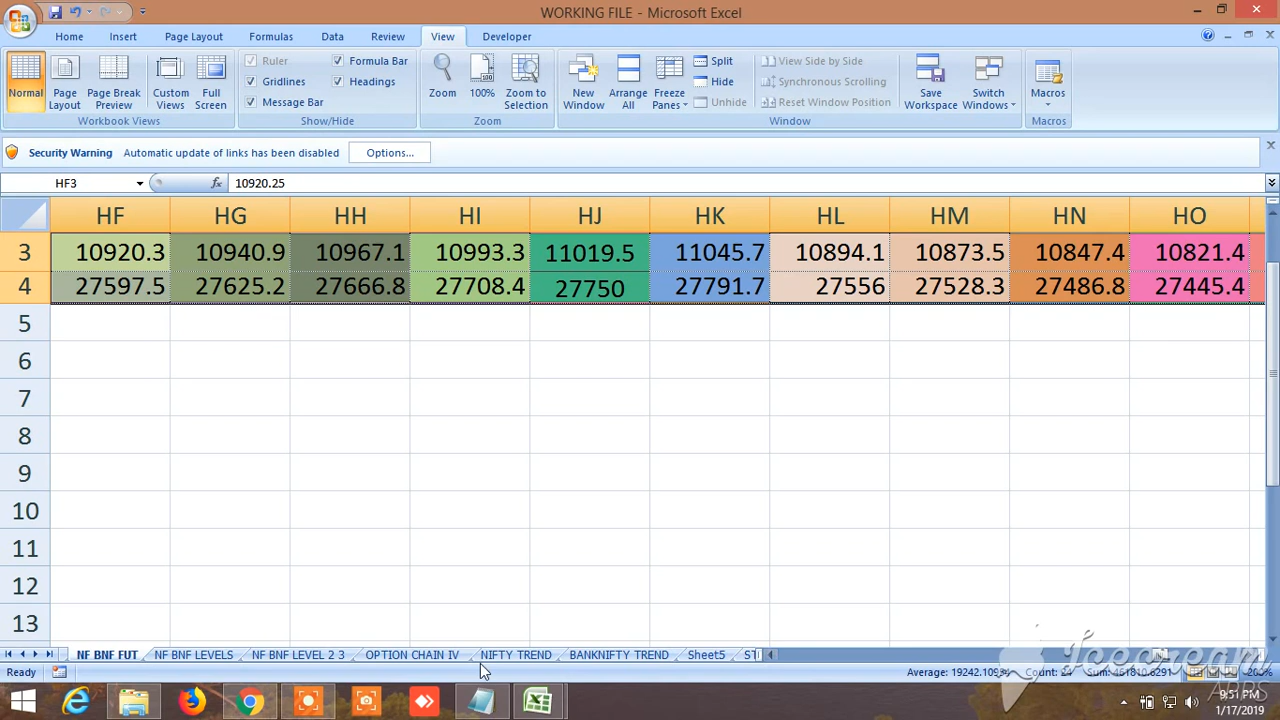 WORKING FILE - Microsoft Excel
Home Insert Page Layout Formulas Data Review View Developer
Normal Page Layout Page Break Preview Custom Views Full Screen
Workbook Views
Ruler Formula Bar
Gridlines Headings
Message Bar
Show/Hide
Zoom 100% Zoom to Selection
Zoom
New Window Arrange All Freeze Panes
Split
Hide
Unhide
View Side by Side
Synchronous Scrolling
Reset Window Position
Save Workspace Switch Windows
Window
Macros
Macros
Security Warning Automatic update of links has been disabled Options...
HF3 fx 10920.25
HF HG HH HI HJ HK HL HM HN HO
3 10920.3 10940.9 10967.1 10993.3 11019.5 11045.7 10894.1 10873.5 10847.4 10821.4
4 27597.5 27625.2 27666.8 27708.4 27750 27791.7 27556 27528.3 27486.8 27445.4
5
6
7
8
9
10
11
12
13
NF BNF FUT NF BNF LEVELS NF BNF LEVEL 2 3 OPTION CHAIN IV NIFTY TREND BANKNIFTY TREND Sheet5
Ready Count: 24 200%
Icecream
APPS
9:51 PM
1/17/2019